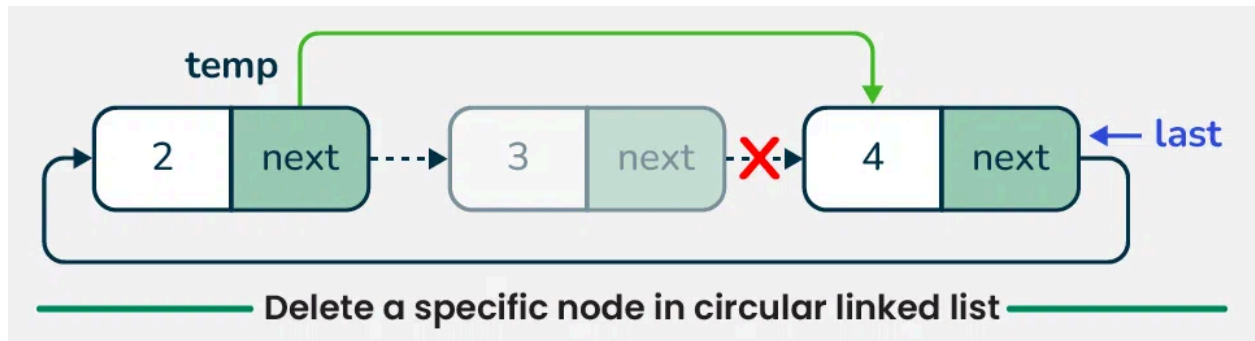 temp
2 next 3 next 4 next
last
Delete a specific node in circular linked list